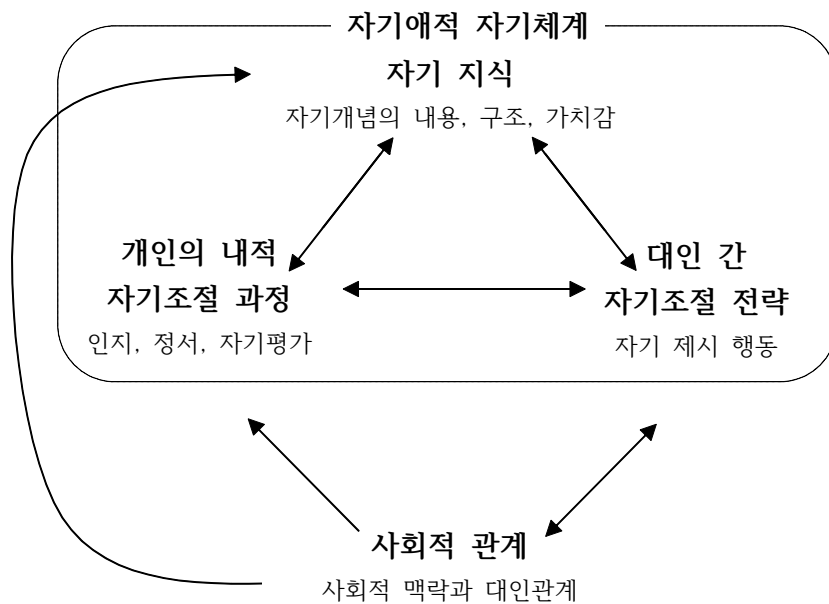 자기애적 자기체계
자기 지식
자기개념의 내용, 구조, 가치감
개인의 내적
자기조절 과정
인지, 정서, 자기평가
대인 간
자기조절 전략
자기 제시 행동
사회적 관계
사회적 맥락과 대인관계